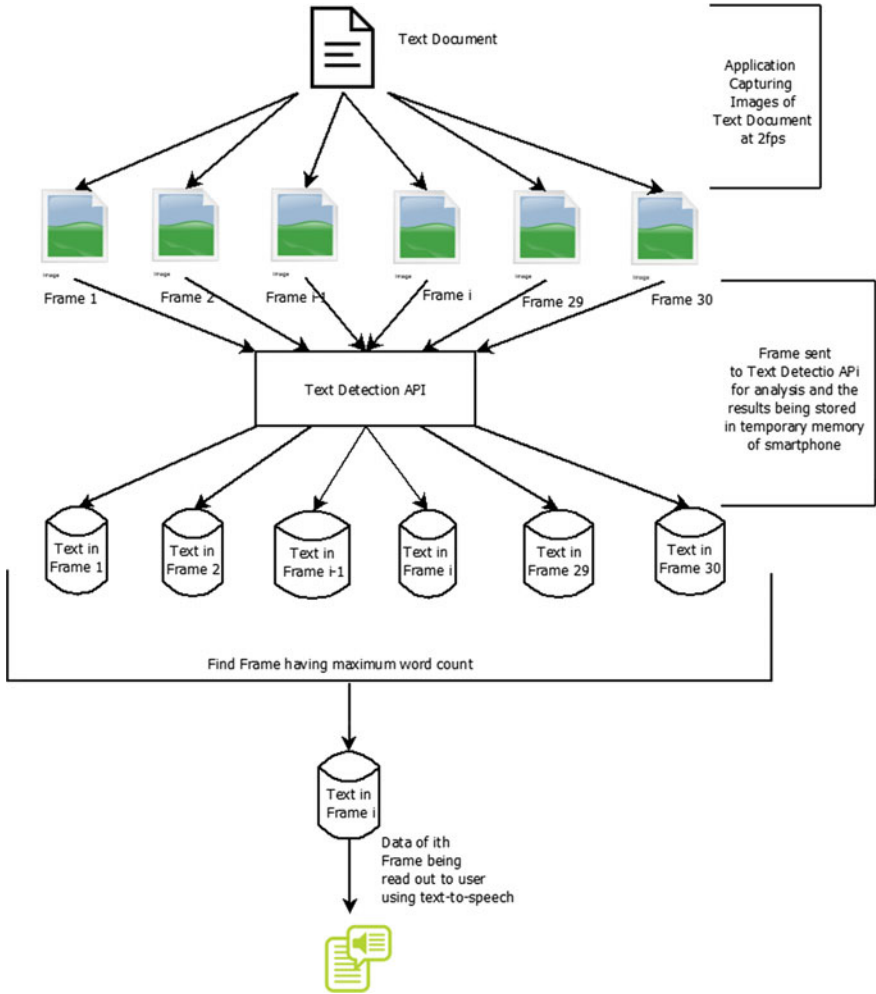 Text Document
Application
Capturing
Images of
Text Document
at 2fps
Image
Image
Image
Image
Image
Image
Frame 1
Frame 2
Frame i-1
Frame i
Frame 29
Frame 30
Text Detection API
Frame sent
to Text Detectio APi
for analysis and the
results being stored
in temporary memory
of smartphone
Text in
Frame 1
Text in
Frame 2
Text in
Frame i-1
Text in
Frame i
Text in
Frame 29
Text in
Frame 30
Find Frame having maximum word count
Text in
Frame i
Data of ith
Frame being
read out to user
using text-to-speech